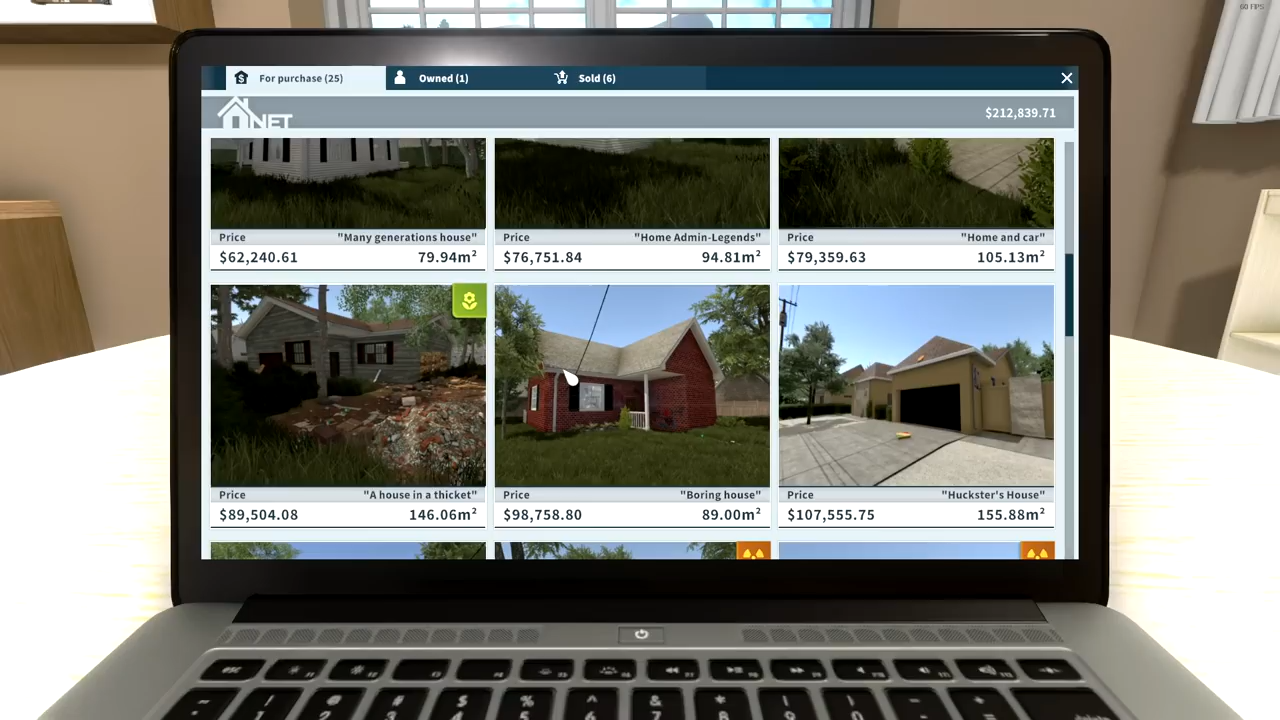 60 FPS
For purchase (25)
Owned (1)
Sold (6)
NET
$212,839.71
Price "Many generations house"
$62,240.61 79.94m²
Price "Home Admin-Legends"
$76,751.84 94.81m²
Price "Home and car"
$79,359.63 105.13m²
Price "A house in a thicket"
$89,504.08 146.06m²
Price "Boring house"
$98,758.80 89.00m²
Price "Huckster's House"
$107,555.75 155.88m²
esc